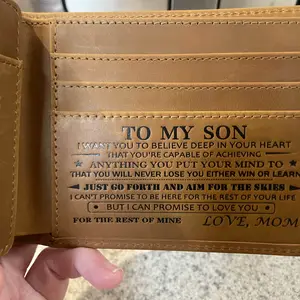 TO MY SON
I WANT YOU TO BELIEVE DEEP IN YOUR HEART
THAT YOU'RE CAPABLE OF ACHIEVING
ANYTHING YOU PUT YOUR MIND TO
THAT YOU WILL NEVER LOSE YOU EITHER WIN OR LEARN
JUST GO FORTH AND AIM FOR THE SKIES
I CAN'T PROMISE TO BE HERE FOR THE REST OF YOUR LIFE
BUT I CAN PROMISE TO LOVE YOU
FOR THE REST OF MINE LOVE, MOM